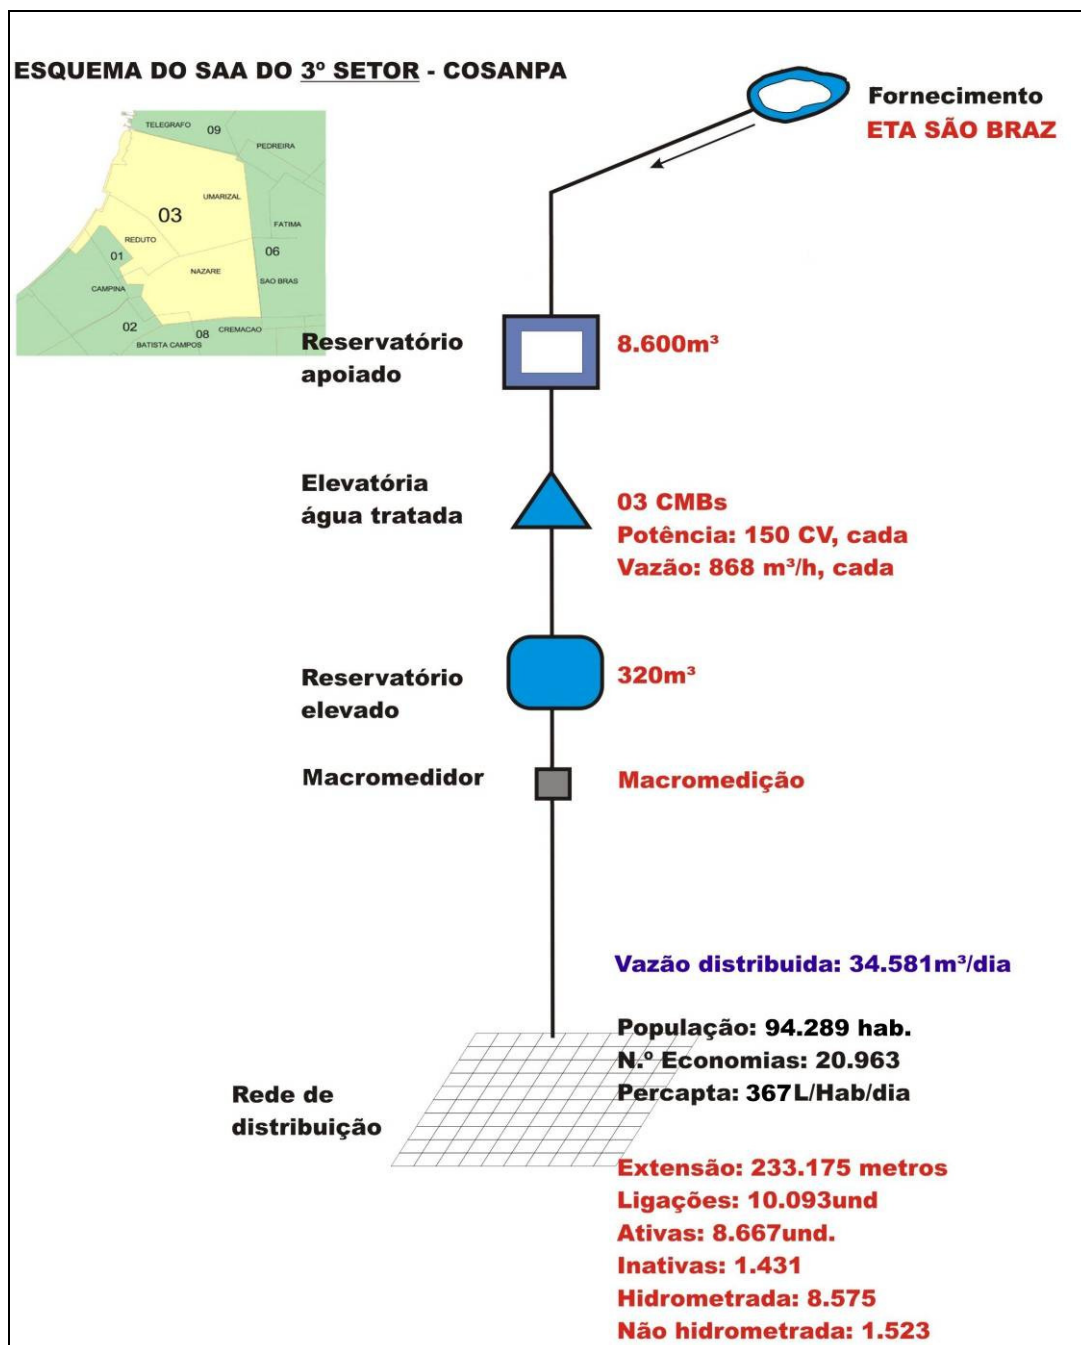 ESQUEMA DO SAA DO 3º SETOR - COSANPA
Fornecimento
ETA SÃO BRAZ
TELEGRAFO
09
PEDREIRA
UMARIZAL
03
FATIMA
REDUTO
01
06
NAZARE
SAO BRAS
CAMPINA
02
08
CREMACAO
BATISTA CAMPOS
Reservatório
apoiado
8.600m³
Elevatória
água tratada
03 CMBs
Potência: 150 CV, cada
Vazão: 868 m³/h, cada
Reservatório
elevado
320m³
Macromedidor
Macromedição
Vazão distribuida: 34.581m³/dia
População: 94.289 hab.
N.º Economias: 20.963
Percapta: 367L/Hab/dia
Rede de
distribuição
Extensão: 233.175 metros
Ligações: 10.093und
Ativas: 8.667und.
Inativas: 1.431
Hidrometrada: 8.575
Não hidrometrada: 1.523